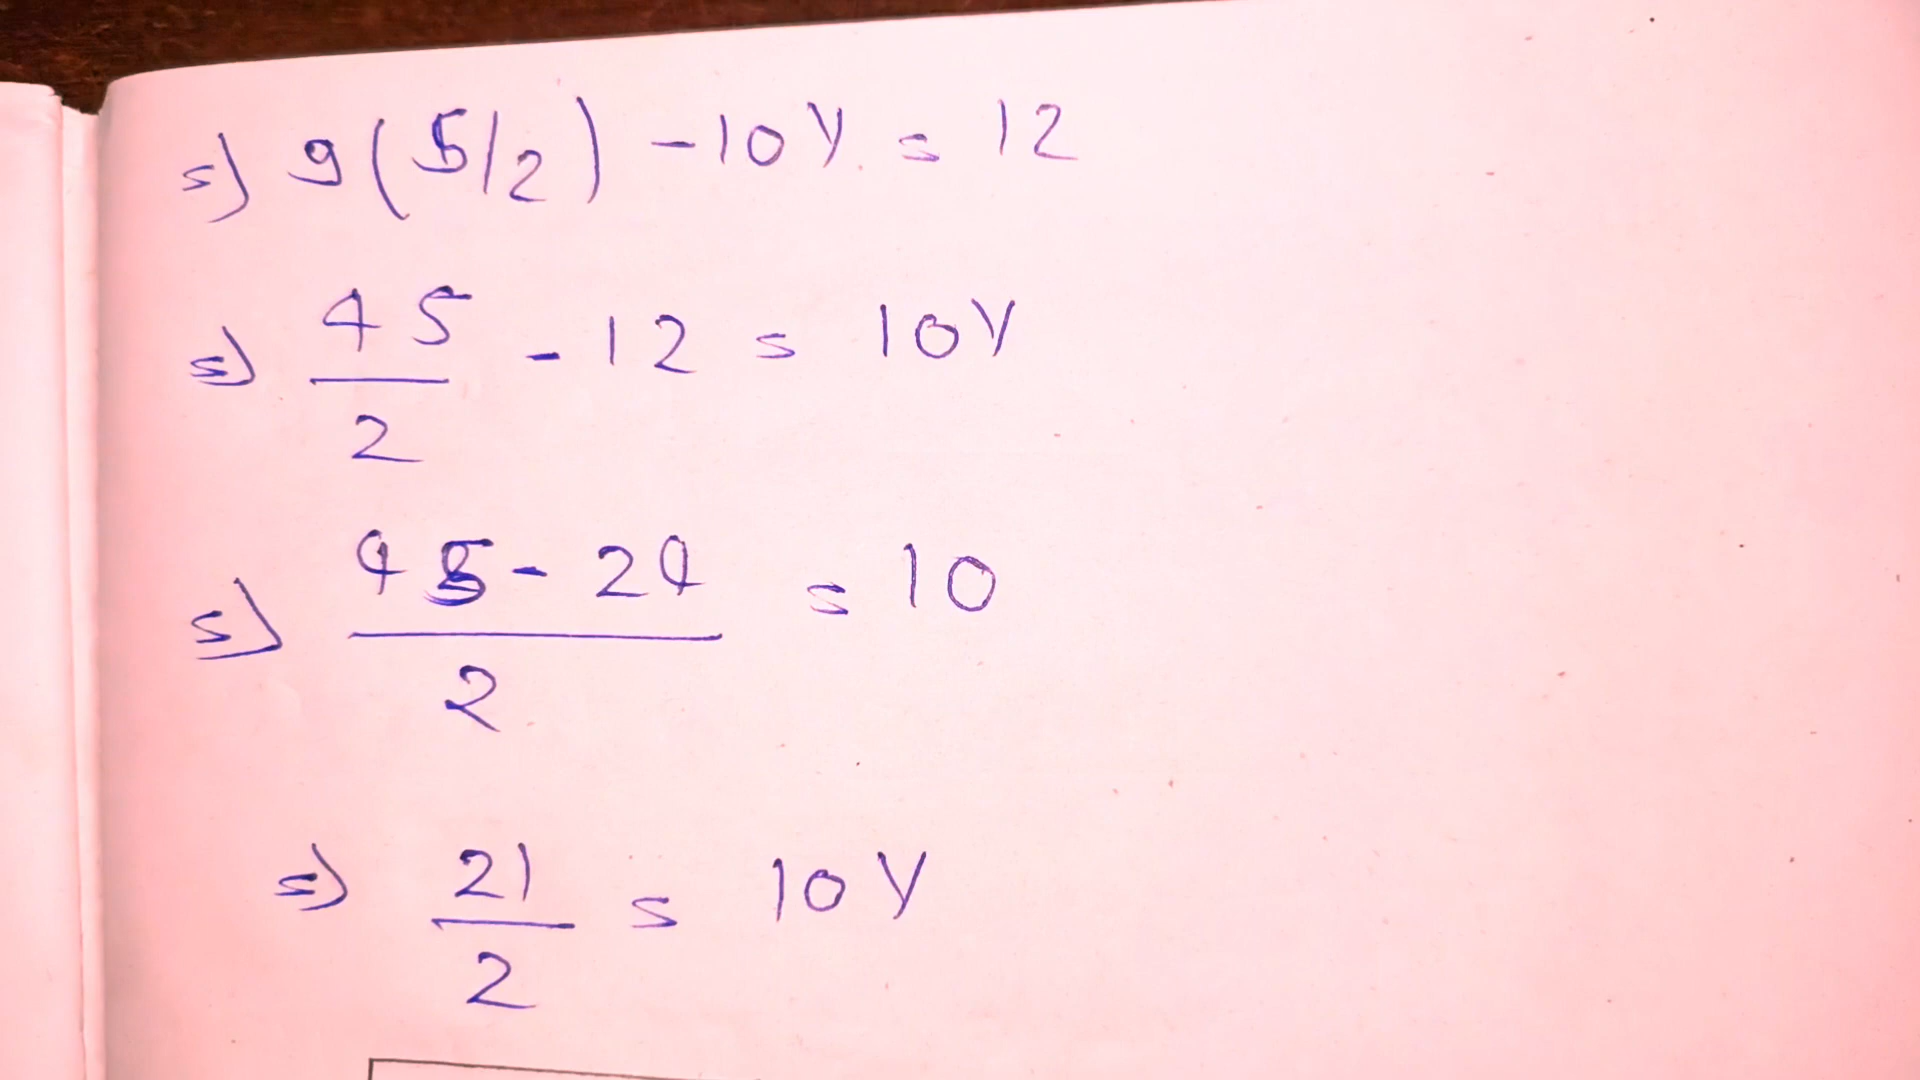 ⇒ 9(5/2) - 10y = 12
⇒ 45/2 - 12 = 10y
⇒ 45-24/2 = 10
⇒ 21/2 = 10y